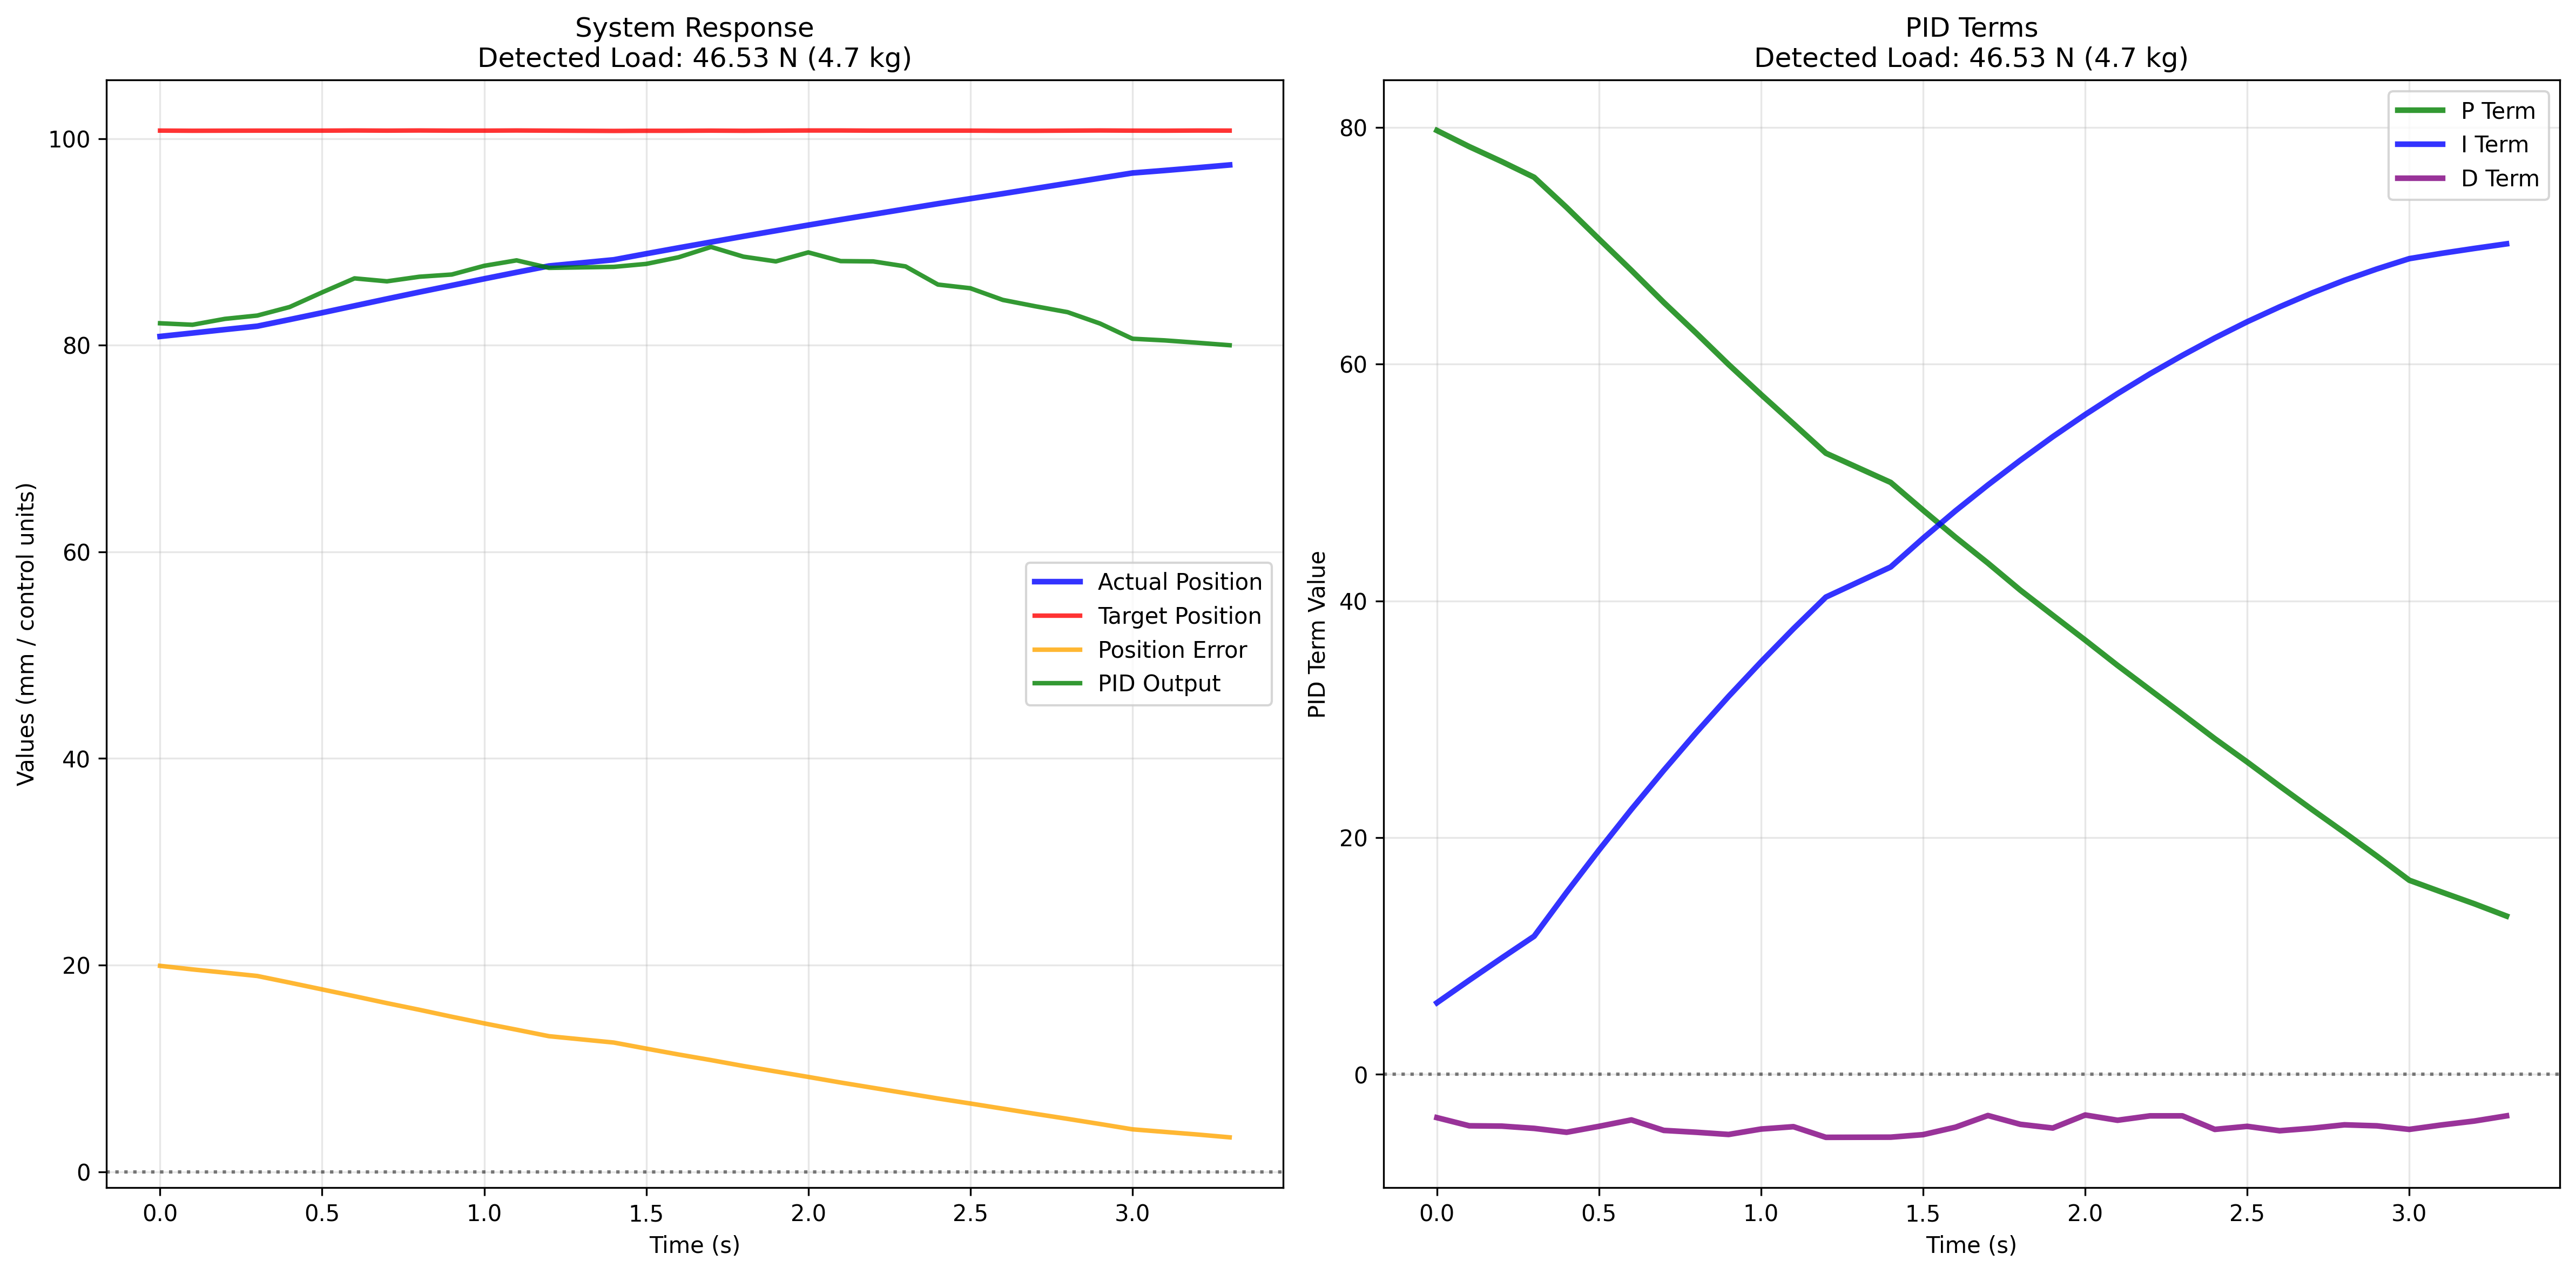 System Response
Detected Load: 46.53 N (4.7 kg)
Values (mm / control units)
100
80
60
40
20
0
Actual Position
Target Position
Position Error
PID Output
0.0 0.5 1.0 1.5 2.0 2.5 3.0
Time (s)
PID Terms
Detected Load: 46.53 N (4.7 kg)
PID Term Value
80
60
40
20
0
P Term
I Term
D Term
0.0 0.5 1.0 1.5 2.0 2.5 3.0
Time (s)